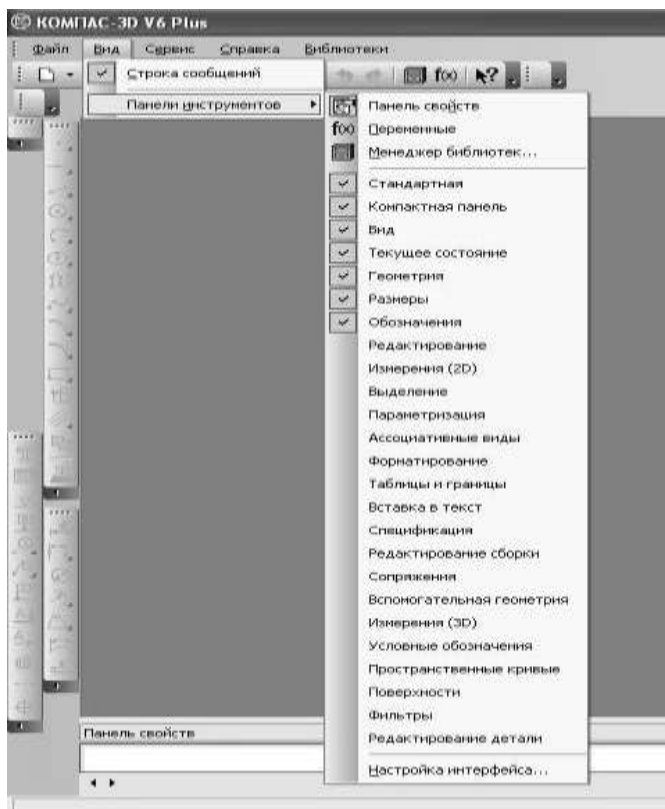 КОМПАС-3D V6 Plus
Файл Вид Сервис Справка Библиотеки
Строка сообщений
f(x)
Панели инструментов
Панель свойств
f(x) Переменные
Менеджер библиотек...
Стандартная
Компактная панель
Вид
Текущее состояние
Геометрия
Размеры
Обозначения
Редактирование
Измерения (2D)
Выделение
Параметризация
Ассоциативные виды
Форматирование
Таблицы и границы
Вставка в текст
Спецификация
Редактирование сборки
Сопряжения
Вспомогательная геометрия
Измерения (3D)
Условные обозначения
Пространственные кривые
Поверхности
Фильтры
Редактирование детали
Настройка интерфейса...
Панель свойств